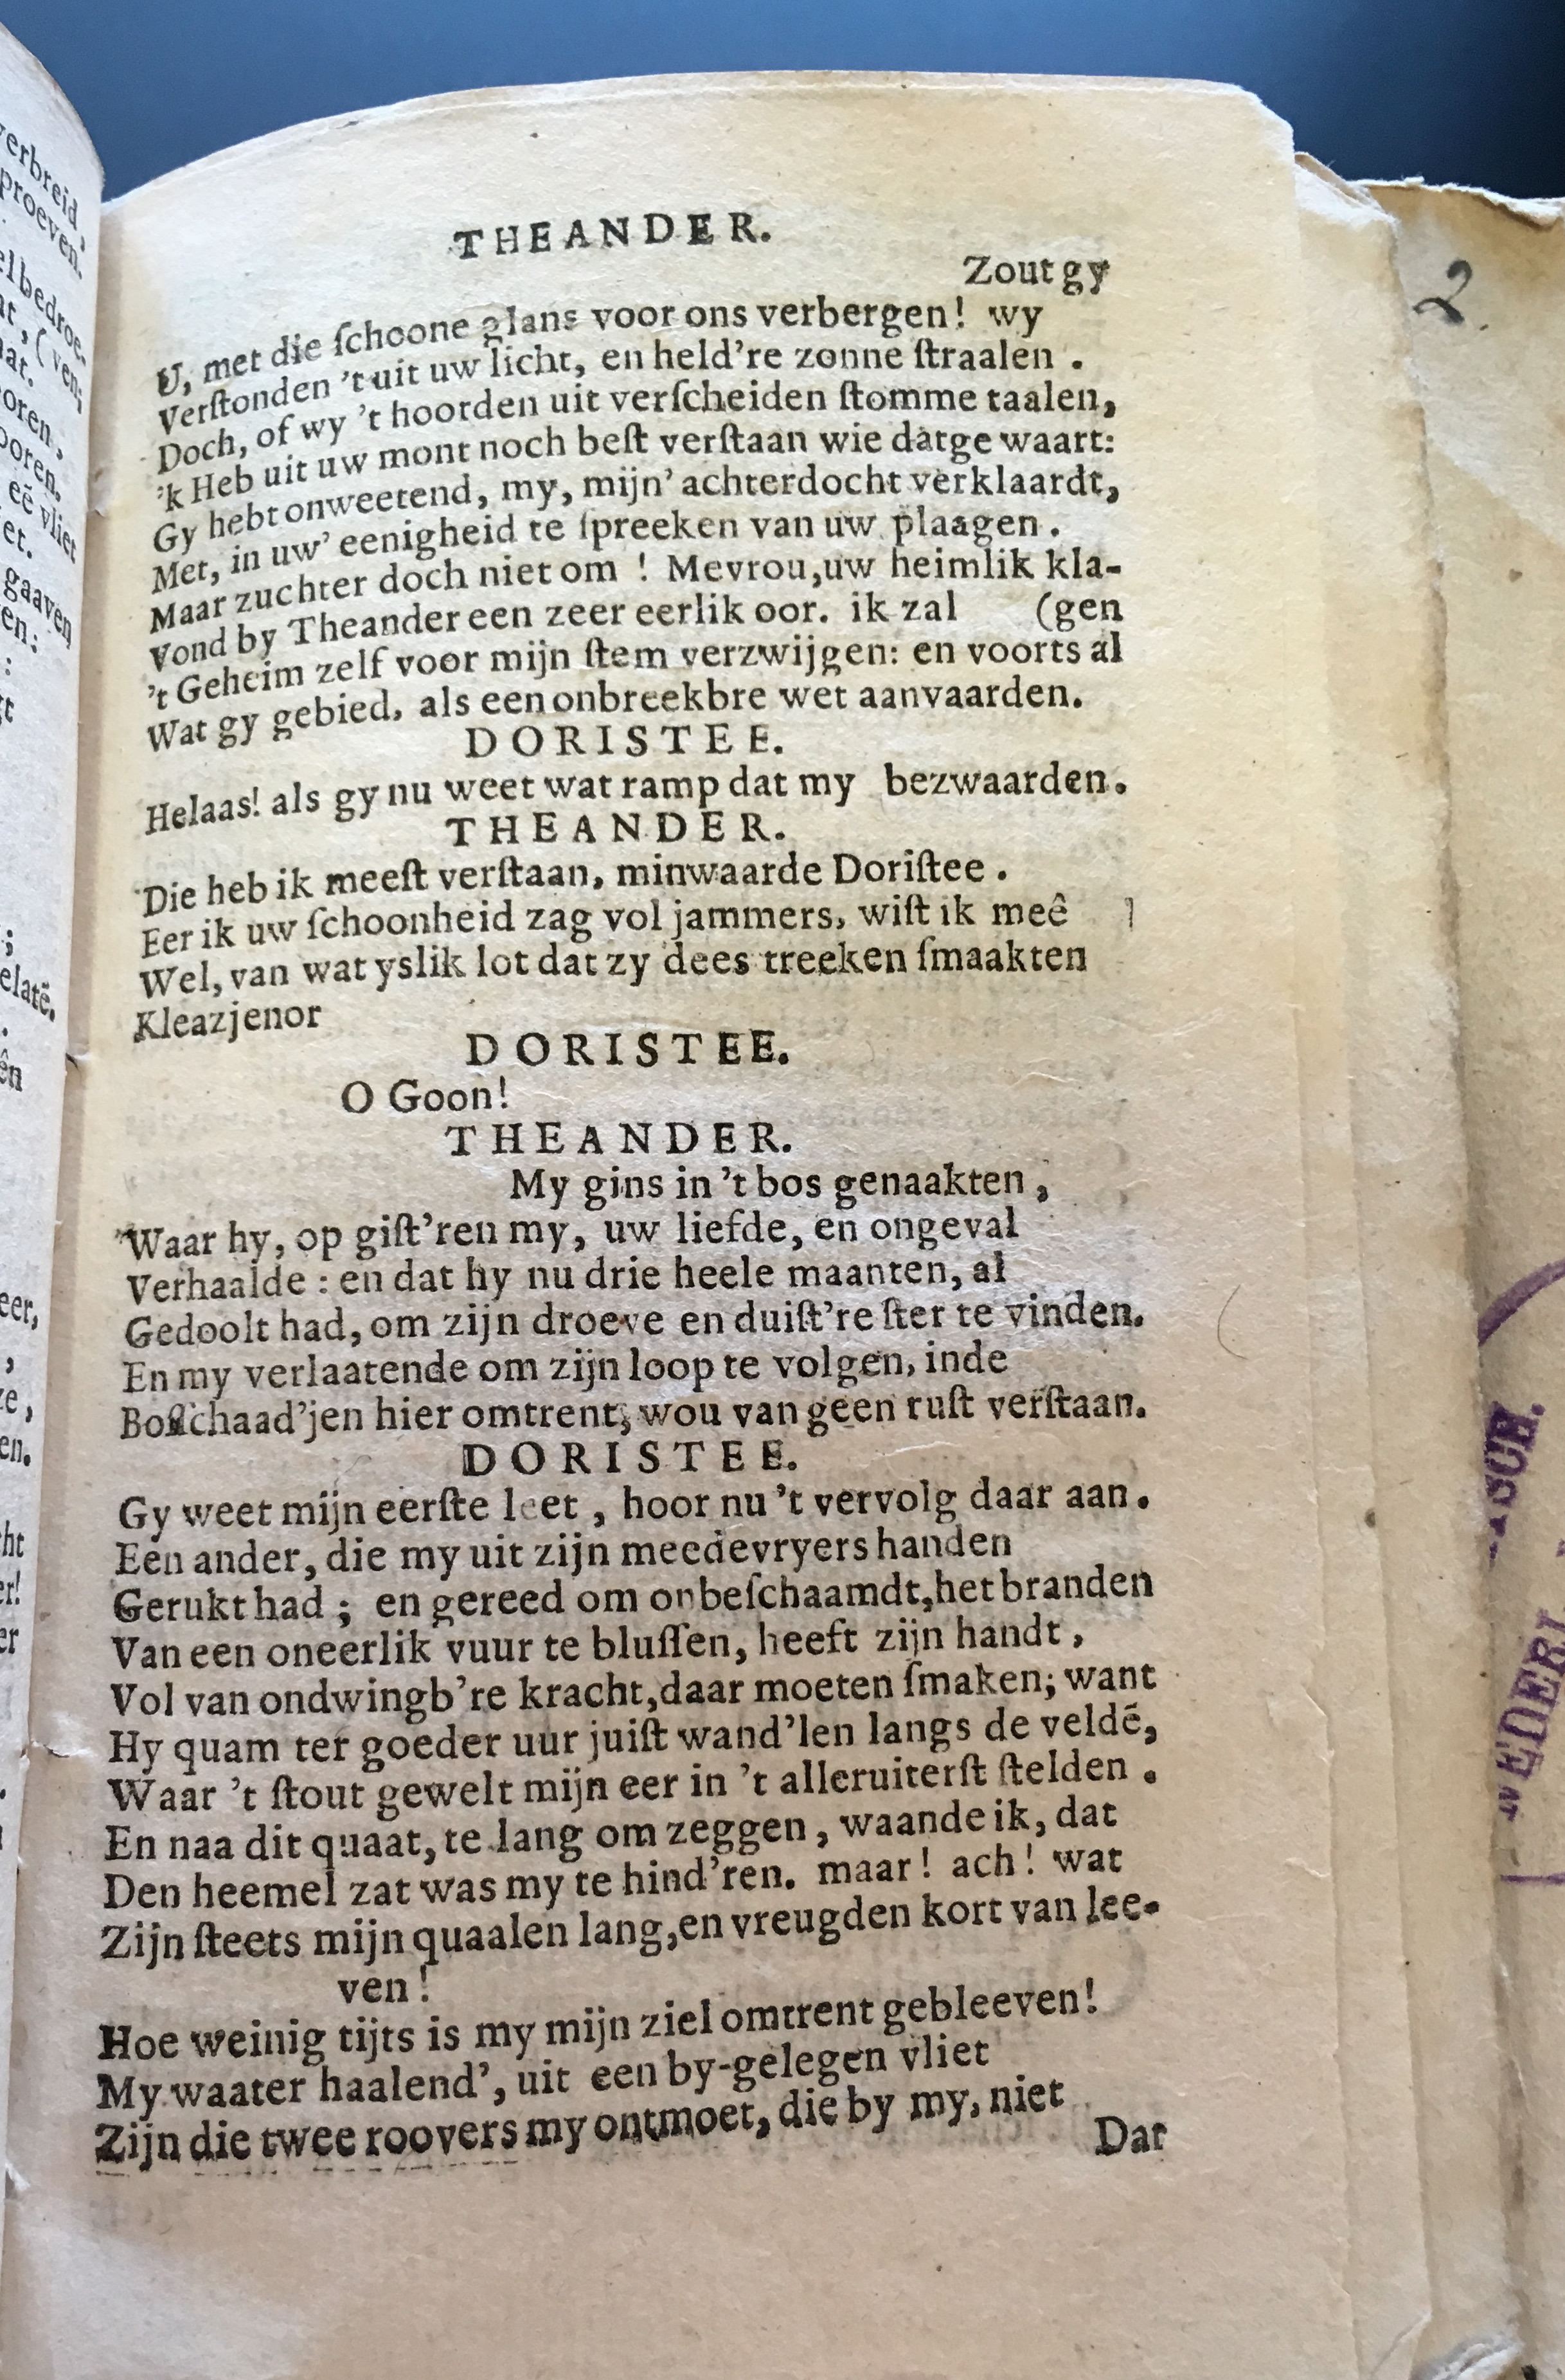 THEANDER.
Zout gy
U, met die ſchoone glans voor ons verbergen! wy
Verſtonden 't uit uw licht, en held're zonne ſtraalen.
Doch, of wy 't hoorden uit verſcheiden ſtomme taalen,
'k Heb uit uw mont noch beſt verſtaan wie datge waart:
Gy hebt onweetend, my, mijn' achterdocht verklaardt,
Met, in uw' eenigheid te ſpreeken van uw plaagen.
Maar zuchter doch niet om! Mevrou, uw heimlik kla-
Vond by Theander een zeer eerlik oor. ik zal (gen
't Geheim zelf voor mijn ſtem verzwijgen: en voorts al
Wat gy gebied, als een onbreekbre wet aanvaarden.
DORISTEE.
Helaas! als gy nu weet wat ramp dat my bezwaarden.
THEANDER.
Die heb ik meeſt verſtaan, minwaarde Doriſtee.
Eer ik uw ſchoonheid zag vol jammers, wiſt ik meê
Wel, van wat yslik lot dat zy dees treeken ſmaakten
Kleazjenor
DORISTEE.
O Goon!
THEANDER.
My gins in 't bos genaakten,
Waar hy, op giſt'ren my, uw liefde, en ongeval
Verhaalde: en dat hy nu drie heele maanten, al
Gedoolt had, om zijn droeve en duiſt're ſter te vinden.
En my verlaatende om zijn loop te volgen, inde
Boſſchaad'jen hier omtrent, wou van geen ruſt verſtaan.
DORISTEE.
Gy weet mijn eerſte leet, hoor nu 't vervolg daar aan.
Een ander, die my uit zijn meedevryers handen
Gerukt had; en gereed om onbeſchaamdt, het branden
Van een oneerlik vuur te bluſſen, heeft zijn handt,
Vol van ondwingb're kracht, daar moeten ſmaken; want
Hy quam ter goeder uur juiſt wand'len langs de veldē,
Waar 't ſtout gewelt mijn eer in 't alleruiterſt ſtelden.
En naa dit quaat, te lang om zeggen, waande ik, dat
Den heemel zat was my te hind'ren. maar! ach! wat
Zijn ſteets mijn quaalen lang, en vreugden kort van lee-
ven!
Hoe weinig tijts is my mijn ziel omtrent gebleeven!
My waater haalend', uit een by-gelegen vliet
Zijn die twee roovers my ontmoet, die by my, niet
Dat
2.